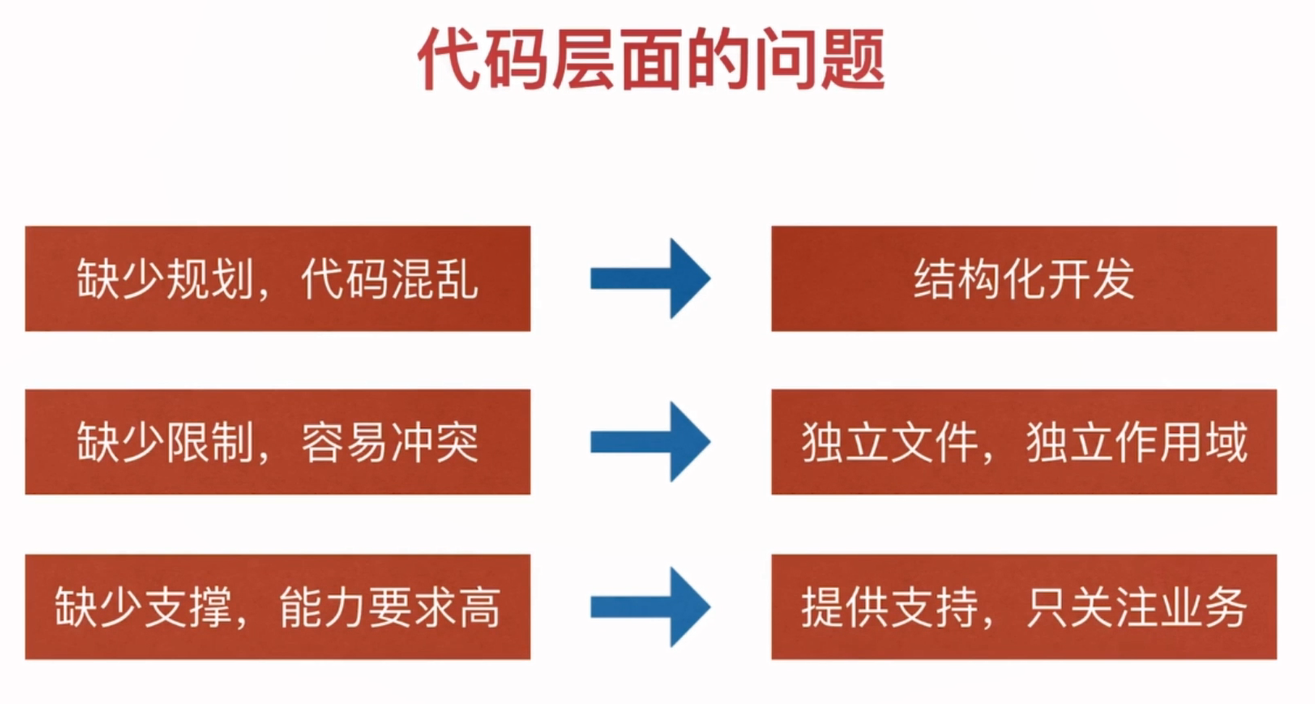 代码层面的问题
缺少规划，代码混乱
结构化开发
缺少限制，容易冲突
独立文件，独立作用域
缺少支撑，能力要求高
提供支持，只关注业务